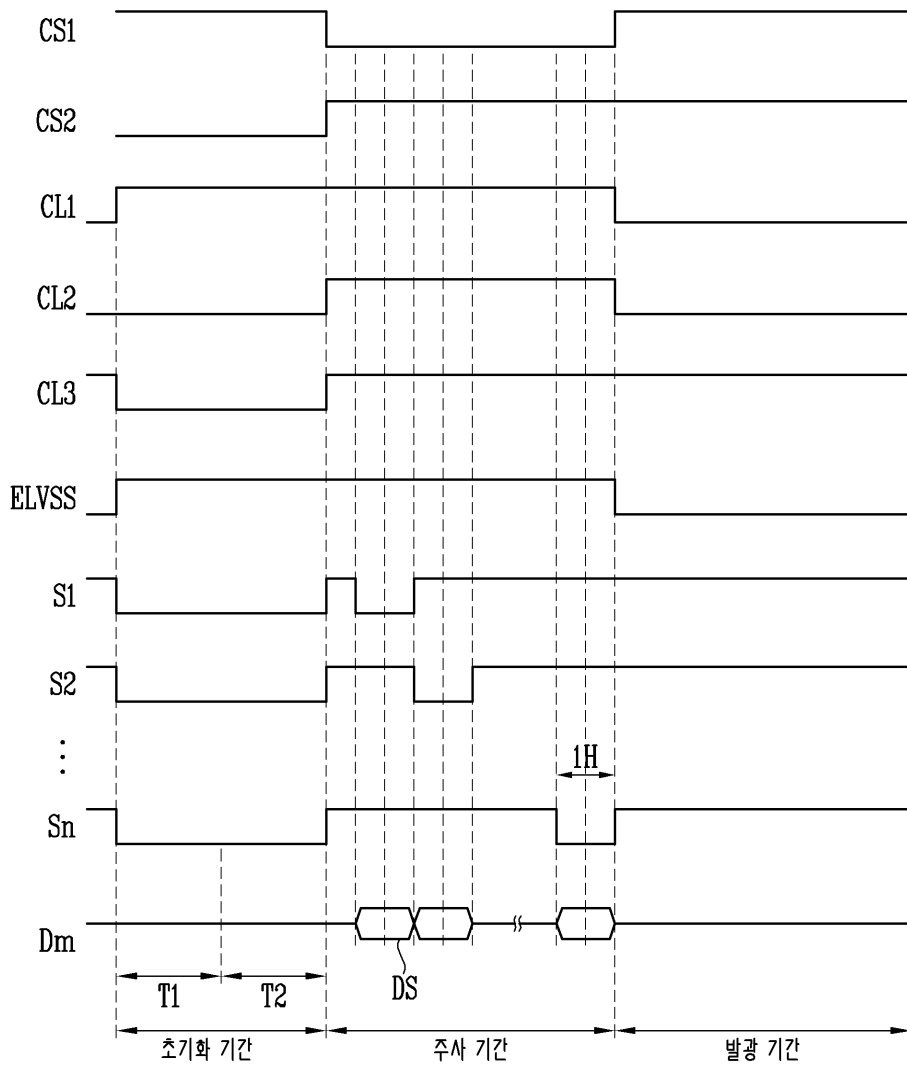 CS1
CS2
CL1
CL2
CL3
ELVSS
S1
S2
⋮
1H
Sn
Dm
DS
T1 T2
초기화 기간 주사 기간 발광 기간